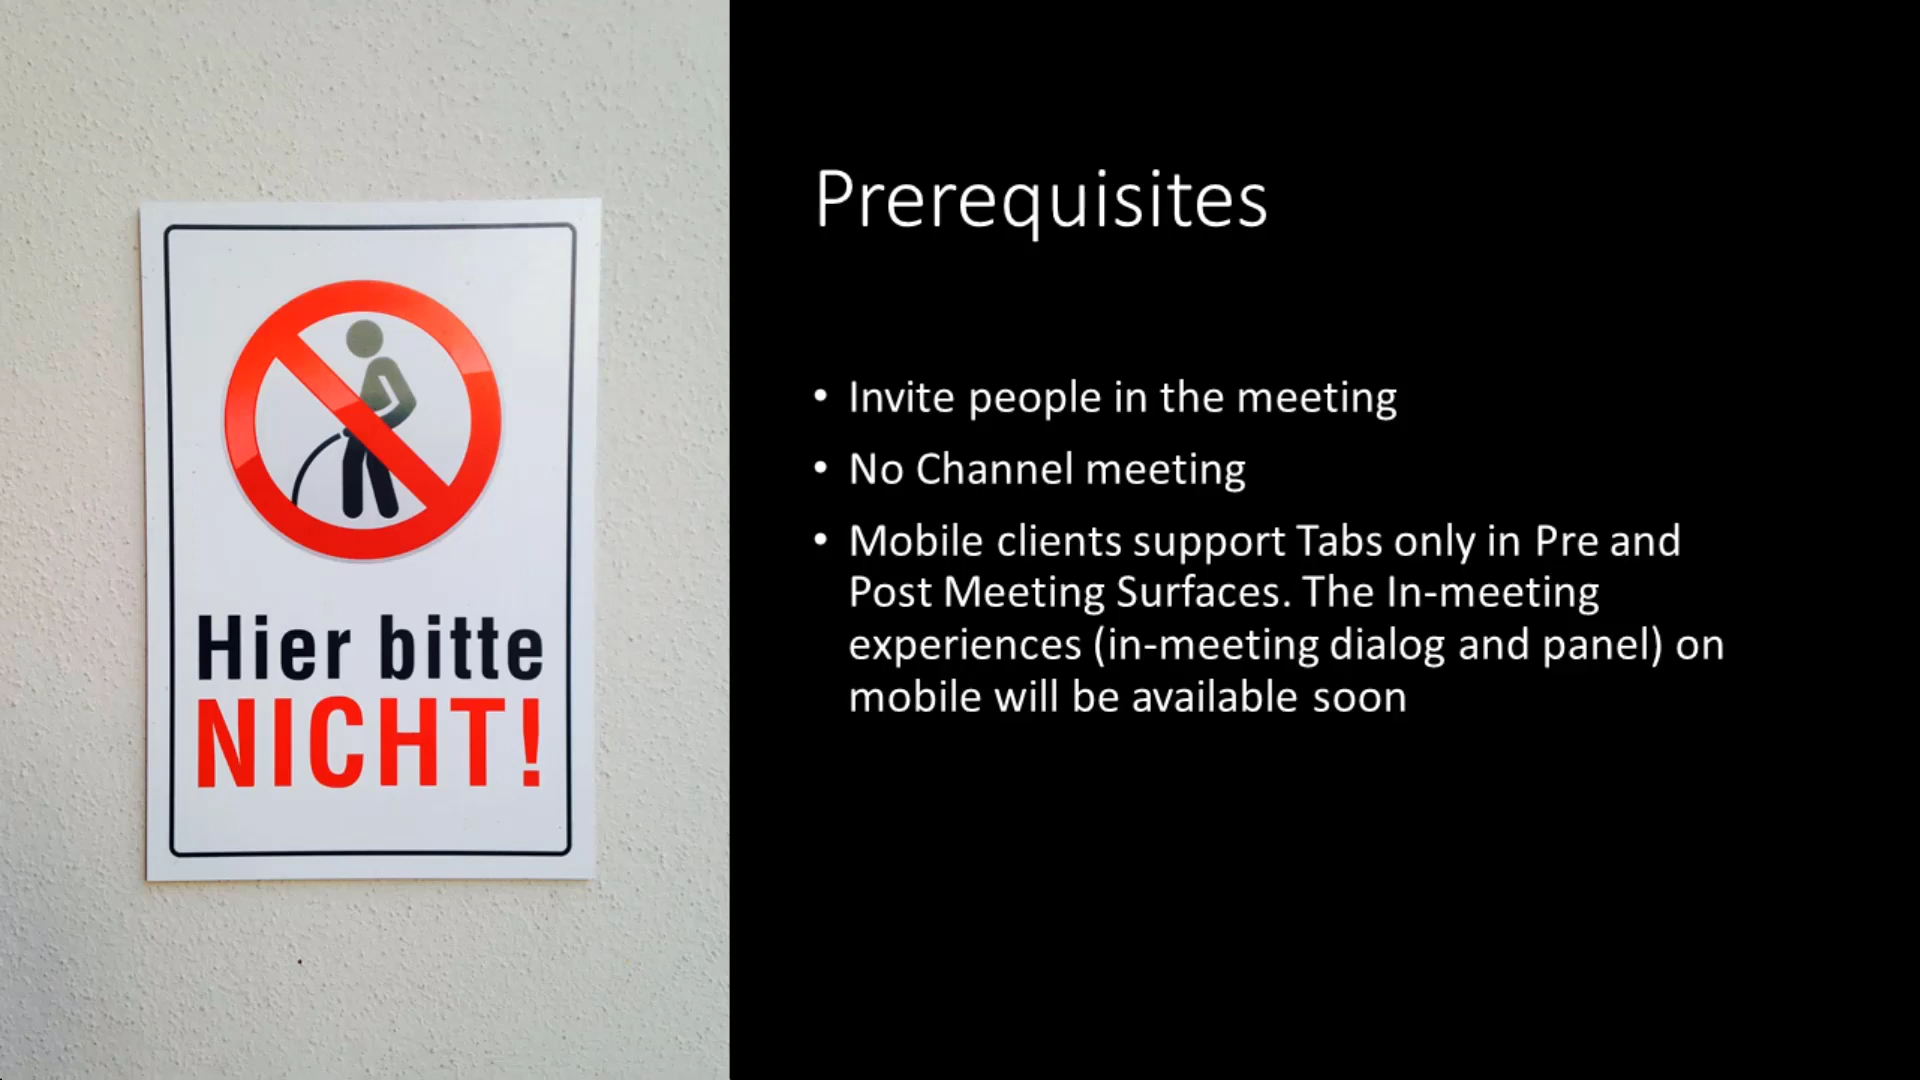 Hier bitte
NICHT!
Prerequisites
• Invite people in the meeting
• No Channel meeting
• Mobile clients support Tabs only in Pre and
Post Meeting Surfaces. The In-meeting
experiences (in-meeting dialog and panel) on
mobile will be available soon